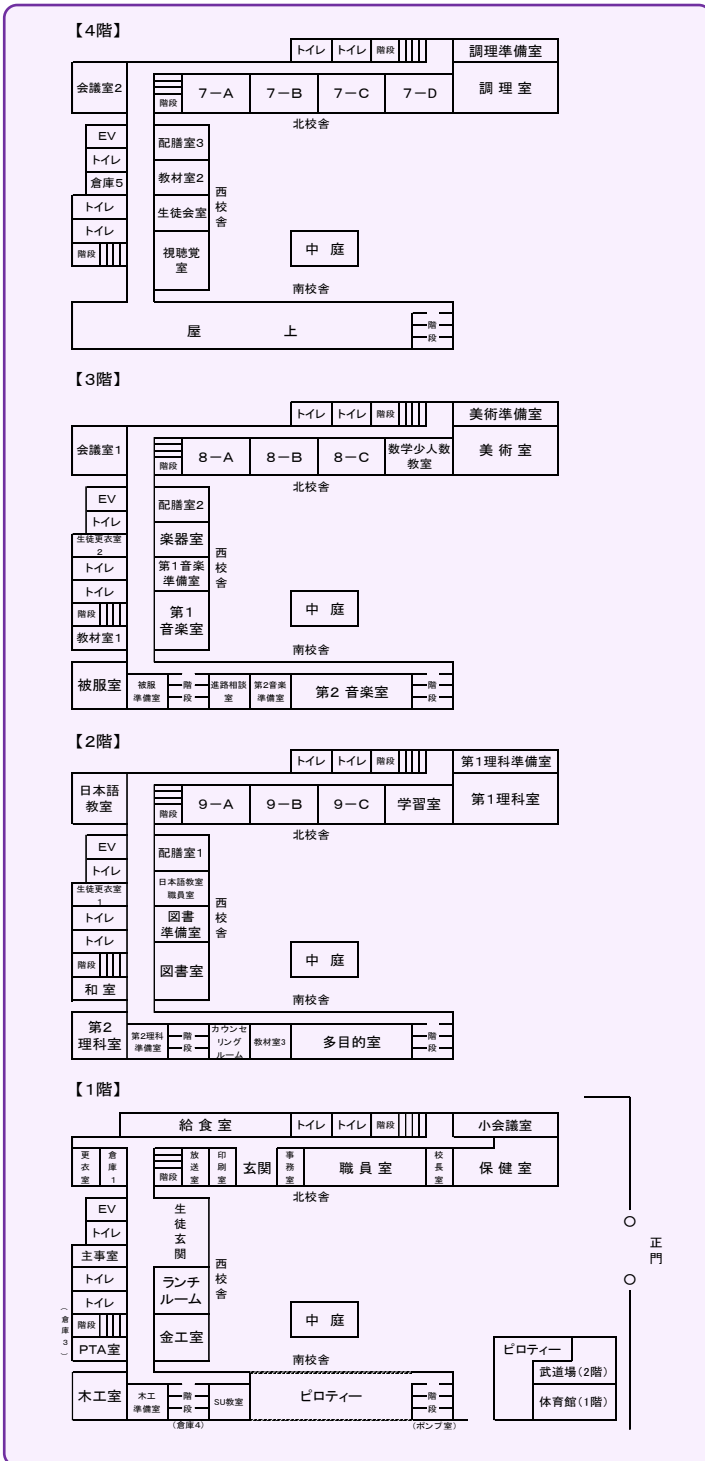 【4階】
トイレ トイレ 階段 調理準備室
会議室2 階段 7－A 7－B 7－C 7－D 調 理 室
北校舎
EV 配膳室3
トイレ
倉庫5 教材室2
西校舎
トイレ 生徒会室
トイレ
視聴覚
室
中 庭
階段
南校舎
屋 上
階段
【3階】
トイレ トイレ 階段 美術準備室
会議室1 階段 8－A 8－B 8－C
数学少人数
教室
美 術 室
北校舎
EV 配膳室2
トイレ
生徒更衣室
2
楽器室
西校舎
トイレ
第1音楽
準備室
トイレ
第1
音楽室
中 庭
階段
教材室1
南校舎
被服室
被服
準備室
階段
進路相談
室
第2音楽
準備室
第2 音楽室
階段
【2階】
トイレ トイレ 階段 第1理科準備室
日本語
教室
階段 9－A 9－B 9－C 学習室 第1理科室
北校舎
EV 配膳室1
トイレ
生徒更衣室
1
日本語教室
職員室
西校舎
トイレ
図書
準備室
トイレ
図書室
中 庭
階段
和 室
南校舎
第2
理科室
第2理科
準備室
階段
カウンセ
リング
ルーム
教材室3
多目的室
階段
【1階】
給 食 室 トイレ トイレ 階段 小会議室
更衣室
倉庫1
階段
放送室
印刷室
玄関
事務室
職 員 室
校長室
保 健 室
北校舎
EV
トイレ
生徒玄関
主事室
西校舎
トイレ
ランチ
ルーム
トイレ
(倉庫3)
階段
金工室
中 庭
PTA室
南校舎
正門
木工室
木工
準備室
階段
(倉庫4)
SU教室
ピロティー
階段
(ポンプ室)
ピロティー
武道場(2階)
体育館(1階)